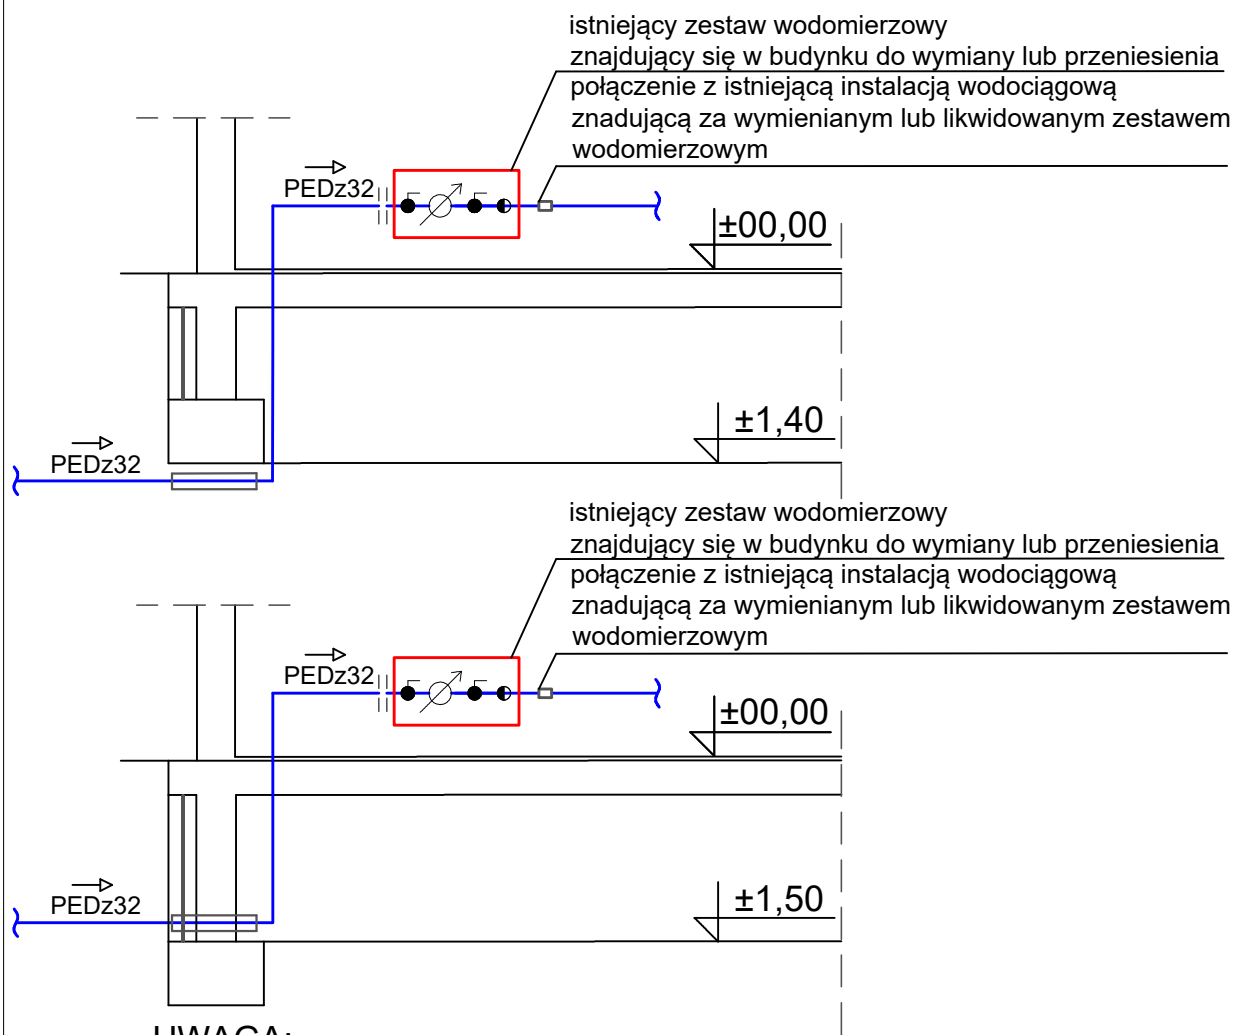 istniejący zestaw wodomierzowy
znajdujący się w budynku do wymiany lub przeniesienia
połączenie z istniejącą instalacją wodociągową
znadującą za wymienianym lub likwidowanym zestawem
wodomierzowym
PEDz32
±00,00
±1,40
PEDz32
istniejący zestaw wodomierzowy
znajdujący się w budynku do wymiany lub przeniesienia
połączenie z istniejącą instalacją wodociągową
znadującą za wymienianym lub likwidowanym zestawem
wodomierzowym
PEDz32
±00,00
PEDz32
±1,50
UWAGA: